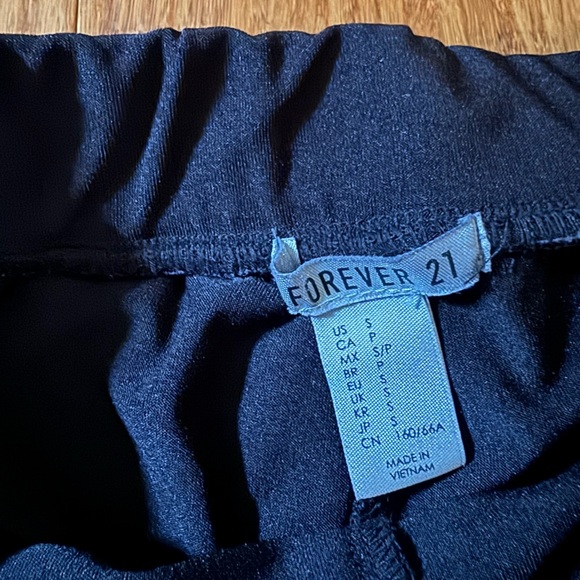 FOREVER 21
US S
CA P
MX S/P
BR P
EU S
UK S
KR S
JP S
CN 160/66A
MADE IN
VIETNAM